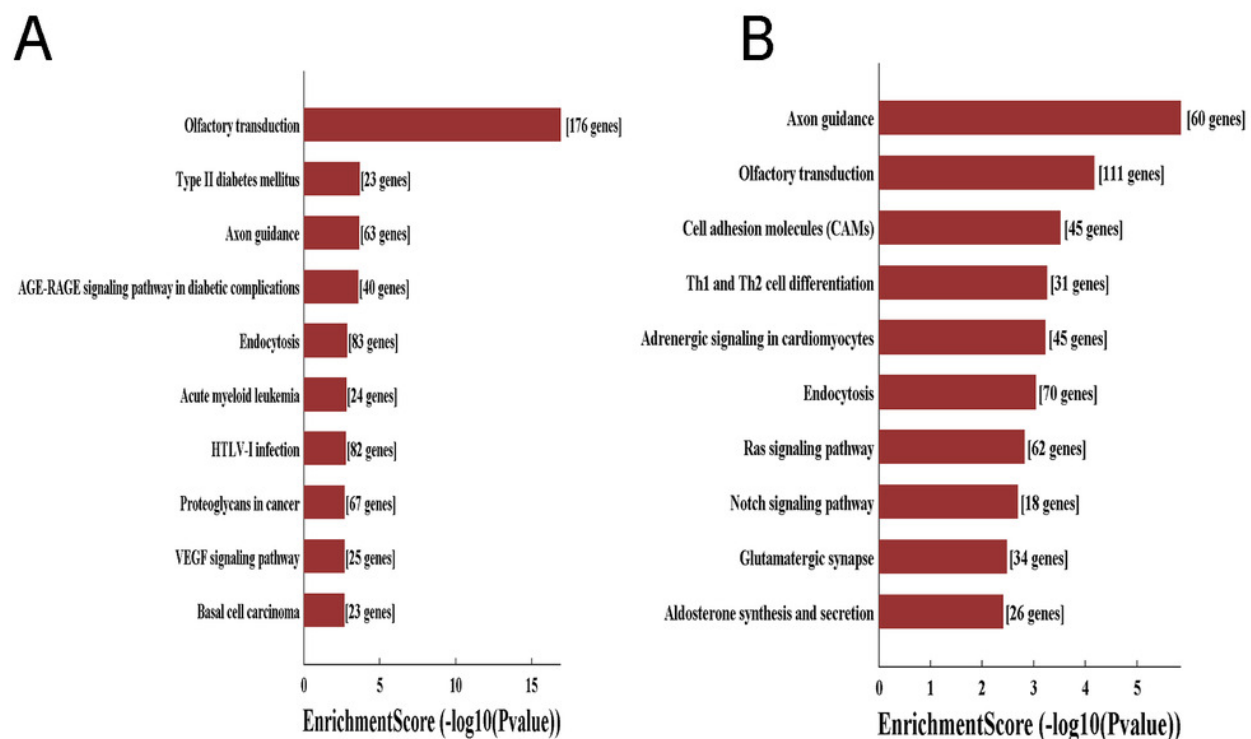 A
Olfactory transduction [176 genes]
Type II diabetes mellitus [23 genes]
Axon guidance [63 genes]
AGE-RAGE signaling pathway in diabetic complications [40 genes]
Endocytosis [83 genes]
Acute myeloid leukemia [24 genes]
HTLV-I infection [82 genes]
Proteoglycans in cancer [67 genes]
VEGF signaling pathway [25 genes]
Basal cell carcinoma [23 genes]
0 5 10 15
EnrichmentScore (-log10(Pvalue))
B
Axon guidance [60 genes]
Olfactory transduction [111 genes]
Cell adhesion molecules (CAMs) [45 genes]
Th1 and Th2 cell differentiation [31 genes]
Adrenergic signaling in cardiomyocytes [45 genes]
Endocytosis [70 genes]
Ras signaling pathway [62 genes]
Notch signaling pathway [18 genes]
Glutamatergic synapse [34 genes]
Aldosterone synthesis and secretion [26 genes]
0 1 2 3 4 5
EnrichmentScore (-log10(Pvalue))